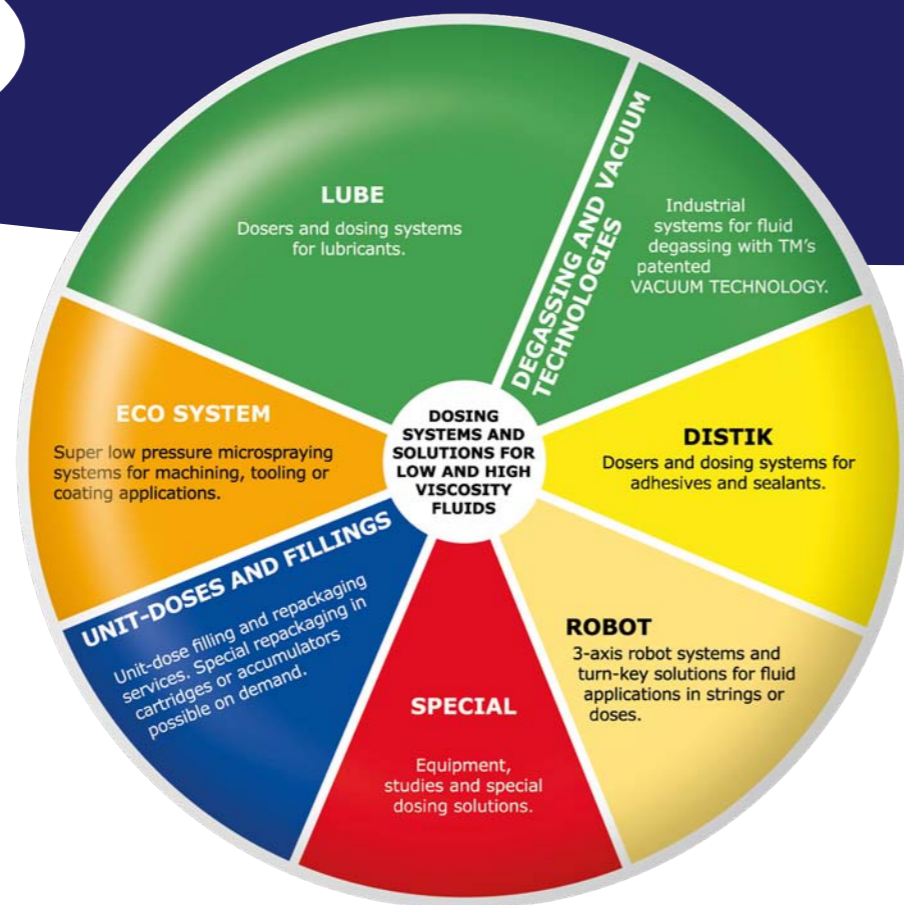 LUBE
Dosers and dosing systems
for lubricants.
DEGASSING AND VACUUM
TECHNOLOGIES
Industrial
systems for fluid
degassing with TM's
patented
VACUUM TECHNOLOGY.
ECO SYSTEM
Super low pressure microspraying
systems for machining, tooling or
coating applications.
DOSING
SYSTEMS AND
SOLUTIONS FOR
LOW AND HIGH
VISCOSITY
FLUIDS
DISTIK
Dosers and dosing systems for
adhesives and sealants.
UNIT-DOSES AND FILLINGS
Unit-dose filling and repackaging
services. Special repackaging in
cartridges or accumulators
possible on demand.
SPECIAL
Equipment,
studies and special
dosing solutions.
ROBOT
3-axis robot systems and
turn-key solutions for fluid
applications in strings or
doses.